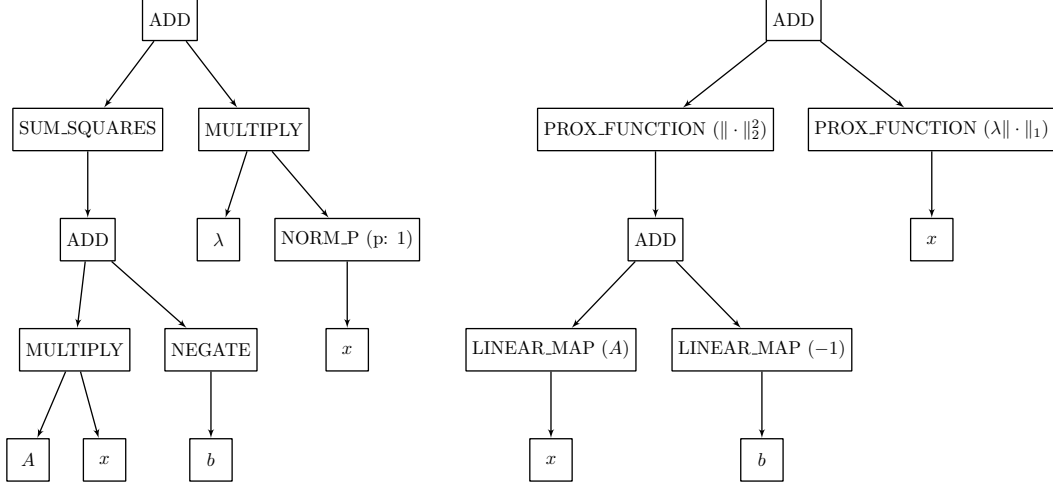 ADD
SUM_SQUARES
MULTIPLY
ADD
λ
NORM_P (p: 1)
MULTIPLY
NEGATE
x
A
x
b
ADD
PROX_FUNCTION (‖ · ‖₂²)
PROX_FUNCTION (λ‖ · ‖₁)
ADD
x
LINEAR_MAP (A)
LINEAR_MAP (−1)
x
b